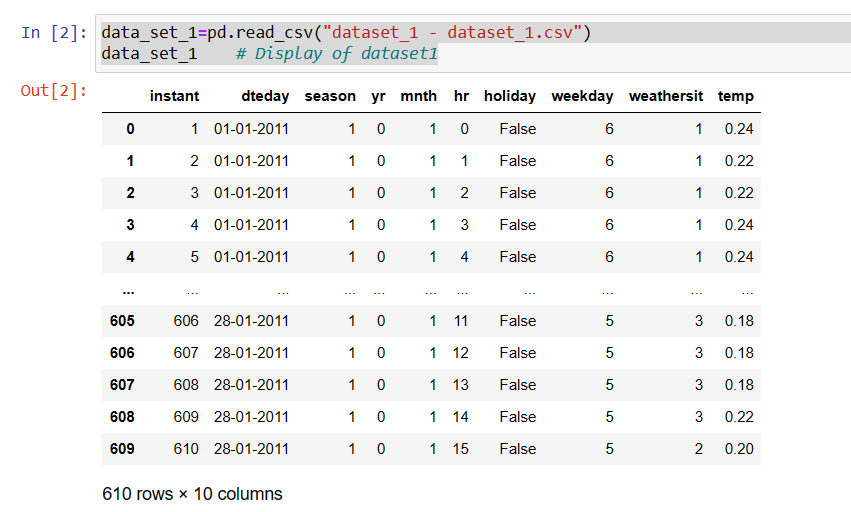 In [2]: data_set_1=pd.read_csv("dataset_1 - dataset_1.csv")
data_set_1    # Display of dataset1
Out[2]:
instant dteday season yr mnth hr holiday weekday weathersit temp
0 1 01-01-2011 1 0 1 0 False 6 1 0.24
1 2 01-01-2011 1 0 1 1 False 6 1 0.22
2 3 01-01-2011 1 0 1 2 False 6 1 0.22
3 4 01-01-2011 1 0 1 3 False 6 1 0.24
4 5 01-01-2011 1 0 1 4 False 6 1 0.24
... ... ... ... ... ... ... ... ... ... ...
605 606 28-01-2011 1 0 1 11 False 5 3 0.18
606 607 28-01-2011 1 0 1 12 False 5 3 0.18
607 608 28-01-2011 1 0 1 13 False 5 3 0.18
608 609 28-01-2011 1 0 1 14 False 5 3 0.22
609 610 28-01-2011 1 0 1 15 False 5 2 0.20
610 rows × 10 columns